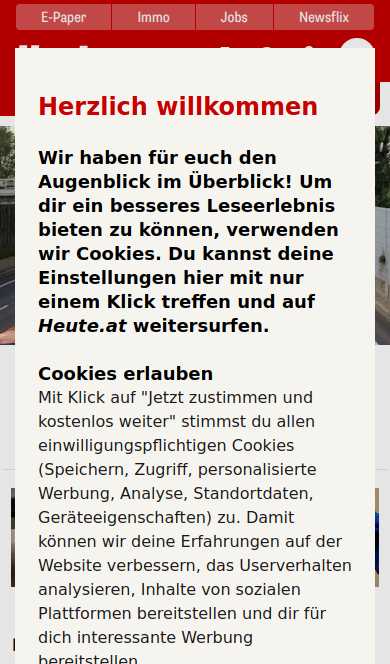 E-Paper
Immo
Jobs
Newsflix
Herzlich willkommen
Wir haben für euch den
Augenblick im Überblick! Um
dir ein besseres Leseerlebnis
bieten zu können, verwenden
wir Cookies. Du kannst deine
Einstellungen hier mit nur
einem Klick treffen und auf
Heute.at weitersurfen.
Cookies erlauben
Mit Klick auf "Jetzt zustimmen und
kostenlos weiter" stimmst du allen
einwilligungspflichtigen Cookies
(Speichern, Zugriff, personalisierte
Werbung, Analyse, Standortdaten,
Geräteeigenschaften) zu. Damit
können wir deine Erfahrungen auf der
Website verbessern, das Userverhalten
analysieren, Inhalte von sozialen
Plattformen bereitstellen und dir für
dich interessante Werbung
bereitstellen